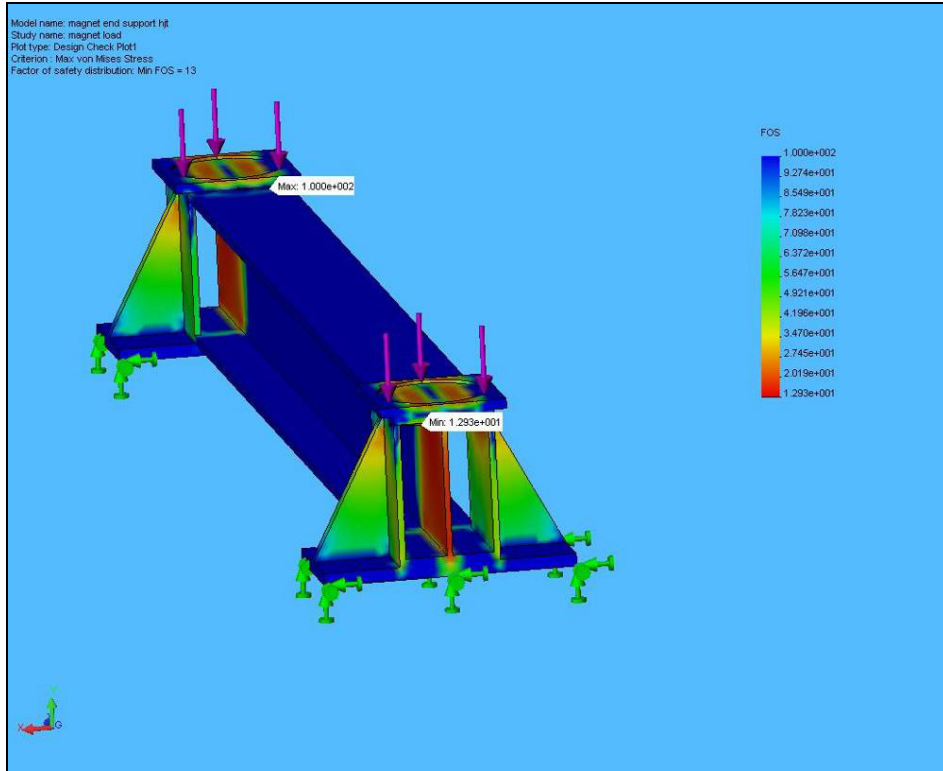 Model name: magnet end support hjt
Study name: magnet load
Plot type: Design Check Plot1
Criterion : Max von Mises Stress
Factor of safety distribution: Min FOS = 13
FOS
1.000e+002
9.274e+001
8.549e+001
7.823e+001
7.098e+001
6.372e+001
5.647e+001
4.921e+001
4.196e+001
3.470e+001
2.745e+001
2.019e+001
1.293e+001
Max: 1.000e+002
Min: 1.293e+001
Y
X